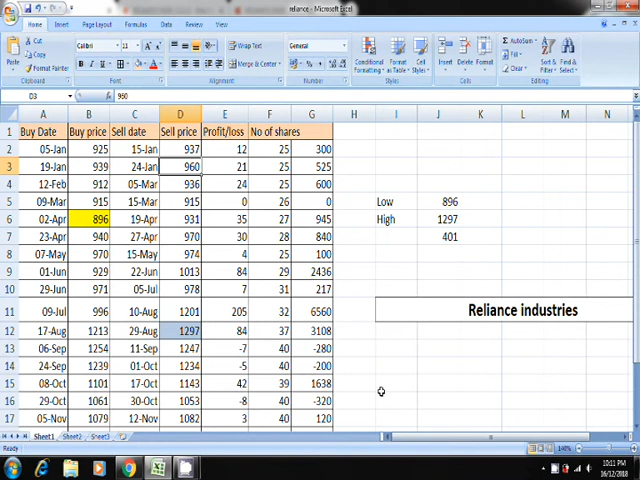 reliance - Microsoft Excel
Home Insert Page Layout Formulas Data Review View
Cut
Copy
Format Painter
Paste
Clipboard
Calibri 11
Font
Wrap Text
Merge & Center
Alignment
General
Number
Conditional Formatting
Format as Table
Cell Styles
Styles
Insert Delete Format
Cells
AutoSum
Fill
Clear
Sort & Filter
Find & Select
Editing
D3 960
A B C D E F G H I J K L M N
1 Buy Date Buy price Sell date Sell price Profit/loss No of shares
2 05-Jan 925 15-Jan 937 12 25 300
3 19-Jan 939 24-Jan 960 21 25 525
4 12-Feb 912 05-Mar 936 24 25 600
5 09-Mar 915 15-Mar 915 0 26 0 Low 896
6 02-Apr 896 19-Apr 931 35 27 945 High 1297
7 23-Apr 940 27-Apr 970 30 28 840 401
8 07-May 970 15-May 974 4 25 100
9 01-Jun 929 22-Jun 1013 84 29 2436
10 29-Jun 971 05-Jul 978 7 31 217
11 09-Jul 996 10-Aug 1201 205 32 6560 Reliance industries
12 17-Aug 1213 29-Aug 1297 84 37 3108
13 06-Sep 1254 11-Sep 1247 -7 40 -280
14 24-Sep 1239 01-Oct 1234 -5 40 -200
15 08-Oct 1101 17-Oct 1143 42 39 1638
16 29-Oct 1061 30-Oct 1053 -8 40 -320
17 05-Nov 1079 12-Nov 1082 3 40 120
Sheet1 Sheet2 Sheet3
Ready 140%
10:11 PM
16/12/2018